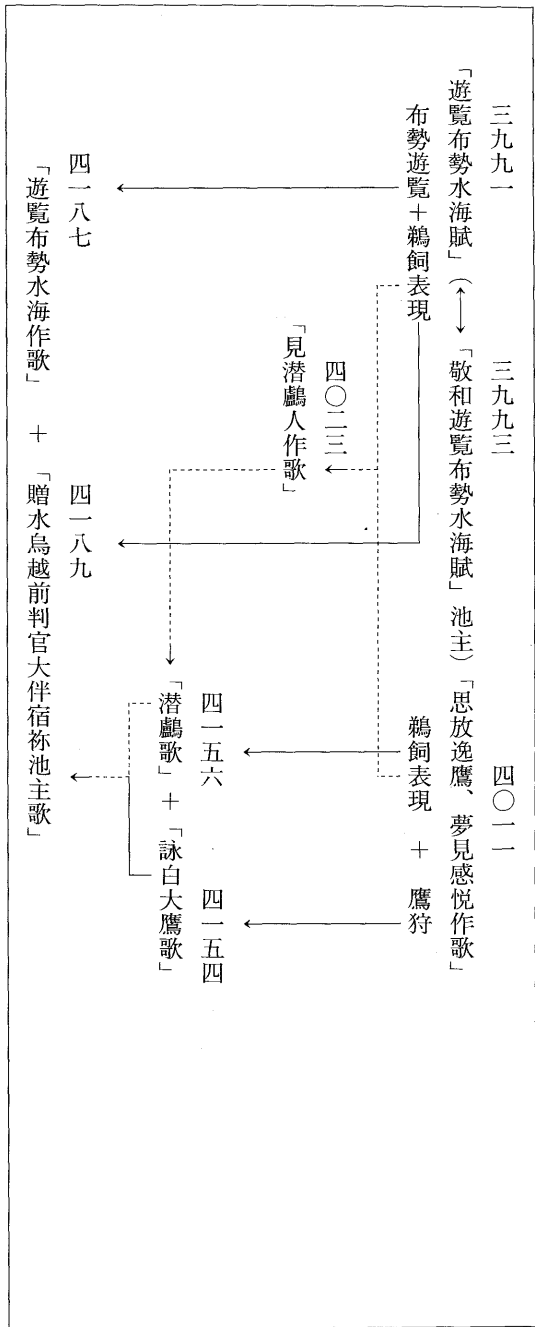 三九九一
三九九三
四〇一一
「遊覧布勢水海賦」(↔「敬和遊覧布勢水海賦」池主)
「思放逸鷹、夢見感悦作歌」
布勢遊覧+鵜飼表現
鵜飼表現 + 鷹狩
四〇二三
「見潜鸕人作歌」
四一五六
四一五四
「潜鸕歌」+「詠白大鷹歌」
四一八七
四一八九
「遊覧布勢水海作歌」 + 「贈水烏越前判官大伴宿祢池主歌」